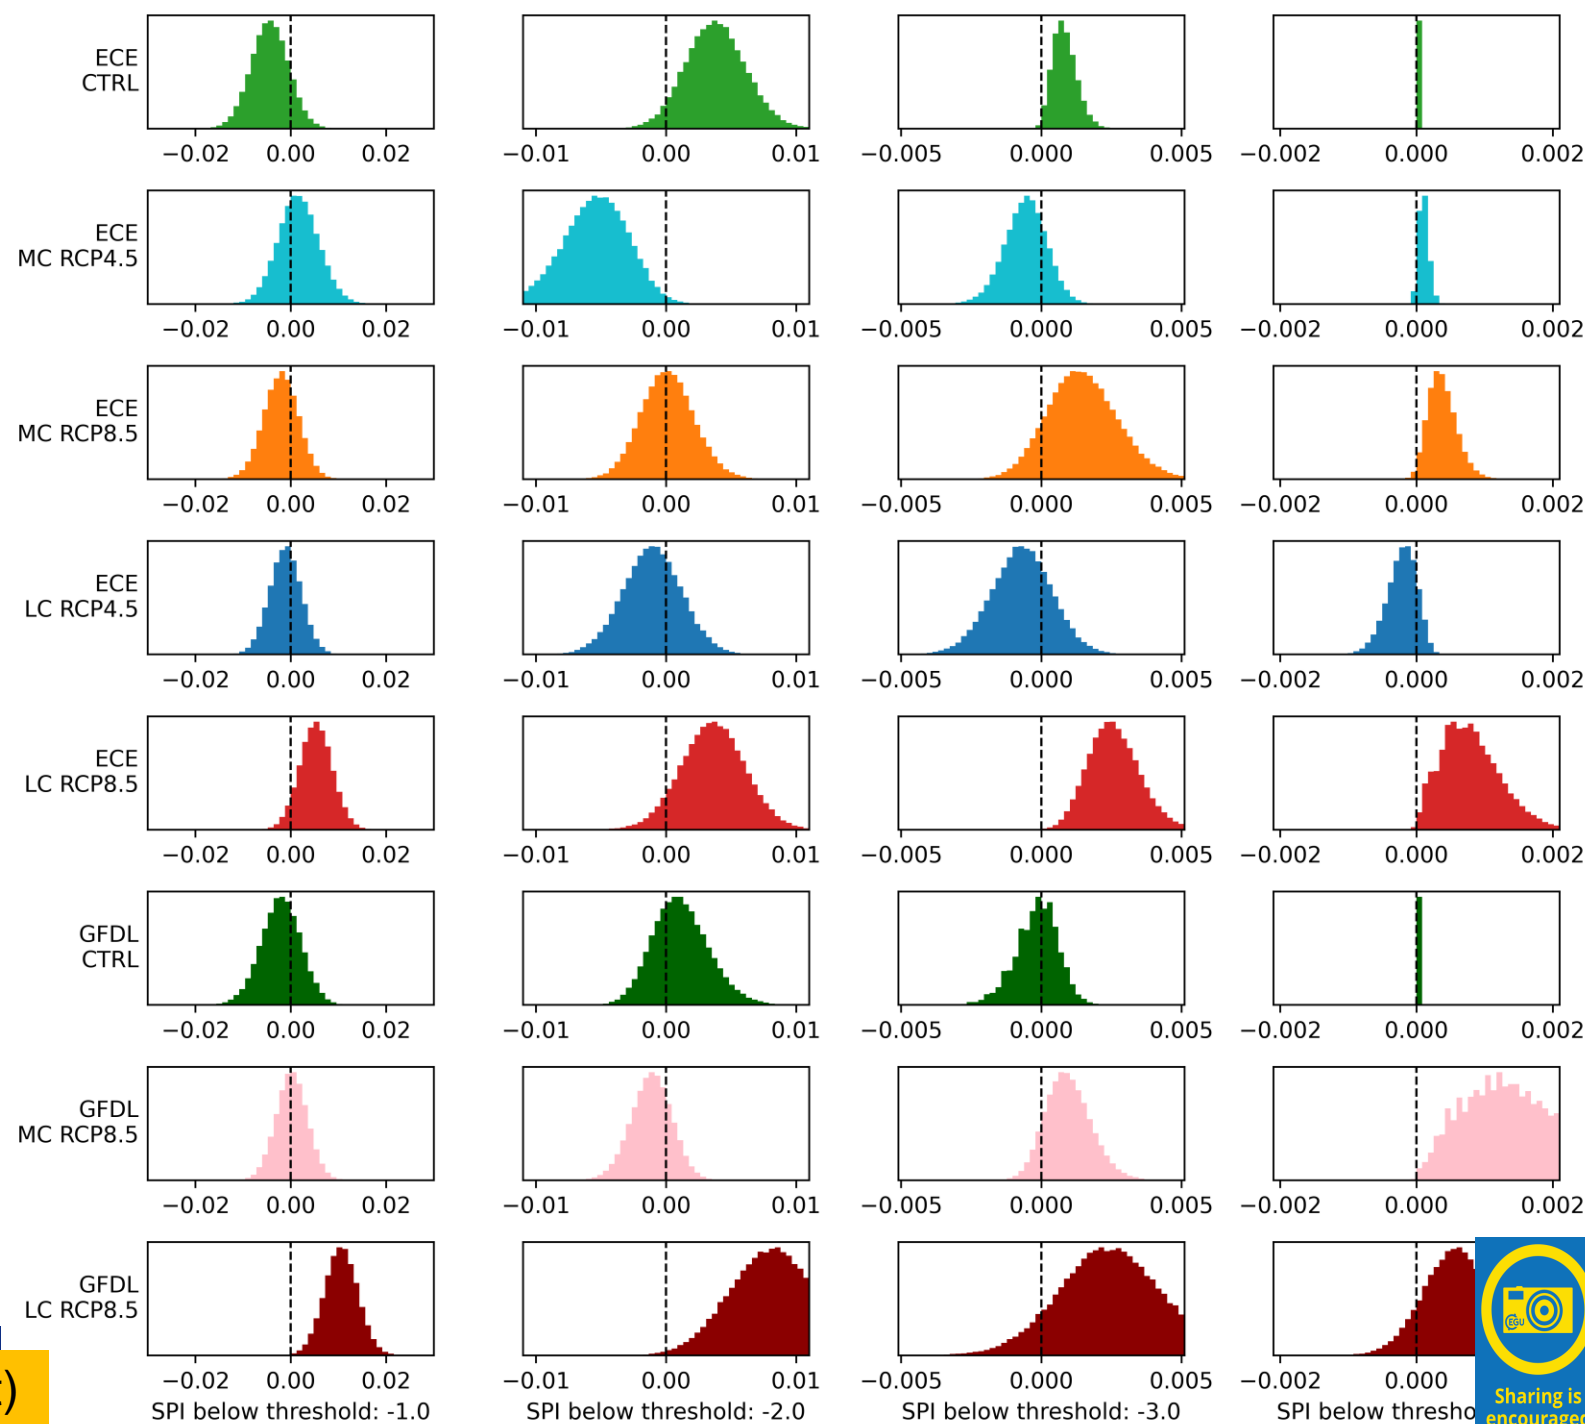 ECE
CTRL
−0.02 0.00 0.02 −0.01 0.00 0.01 −0.005 0.000 0.005 −0.002 0.000 0.002
ECE
MC RCP4.5
−0.02 0.00 0.02 −0.01 0.00 0.01 −0.005 0.000 0.005 −0.002 0.000 0.002
ECE
MC RCP8.5
−0.02 0.00 0.02 −0.01 0.00 0.01 −0.005 0.000 0.005 −0.002 0.000 0.002
ECE
LC RCP4.5
−0.02 0.00 0.02 −0.01 0.00 0.01 −0.005 0.000 0.005 −0.002 0.000 0.002
ECE
LC RCP8.5
−0.02 0.00 0.02 −0.01 0.00 0.01 −0.005 0.000 0.005 −0.002 0.000 0.002
GFDL
CTRL
−0.02 0.00 0.02 −0.01 0.00 0.01 −0.005 0.000 0.005 −0.002 0.000 0.002
GFDL
MC RCP8.5
−0.02 0.00 0.02 −0.01 0.00 0.01 −0.005 0.000 0.005 −0.002 0.000 0.002
GFDL
LC RCP8.5
−0.02 0.00 0.02 −0.01 0.00 0.01 −0.005 0.000 0.005 −0.002 0.000
SPI below threshold: -1.0 SPI below threshold: -2.0 SPI below threshold: -3.0 SPI below
EGU
Sharing is
encouraged